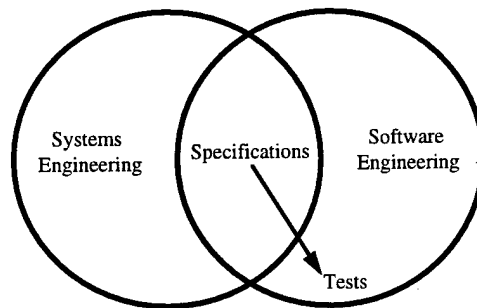 Systems
Engineering
Specifications
Software
Engineering
Tests